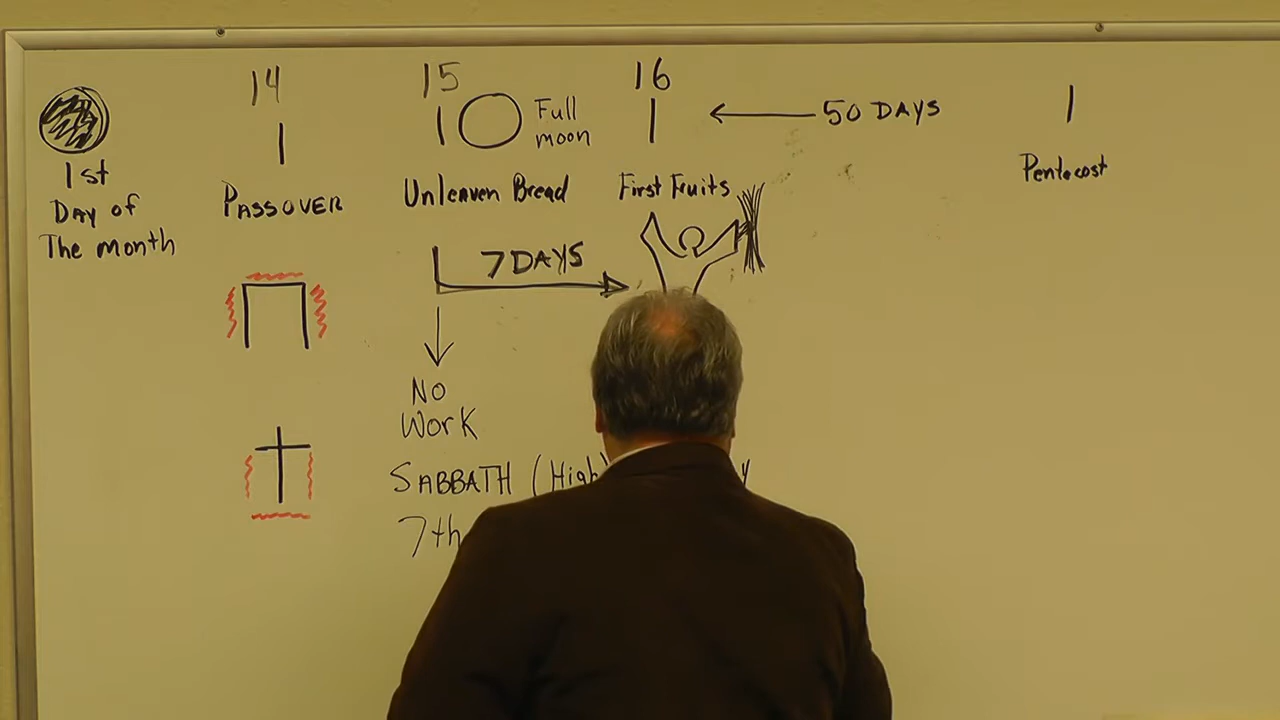 14
15
16
Full
moon
50 DAYS
1st
DAY of
The month
PASSOVER
Unleaven Bread
First Fruits
Pentecost
7 DAYS
No
Work
SABBATH (High
7th